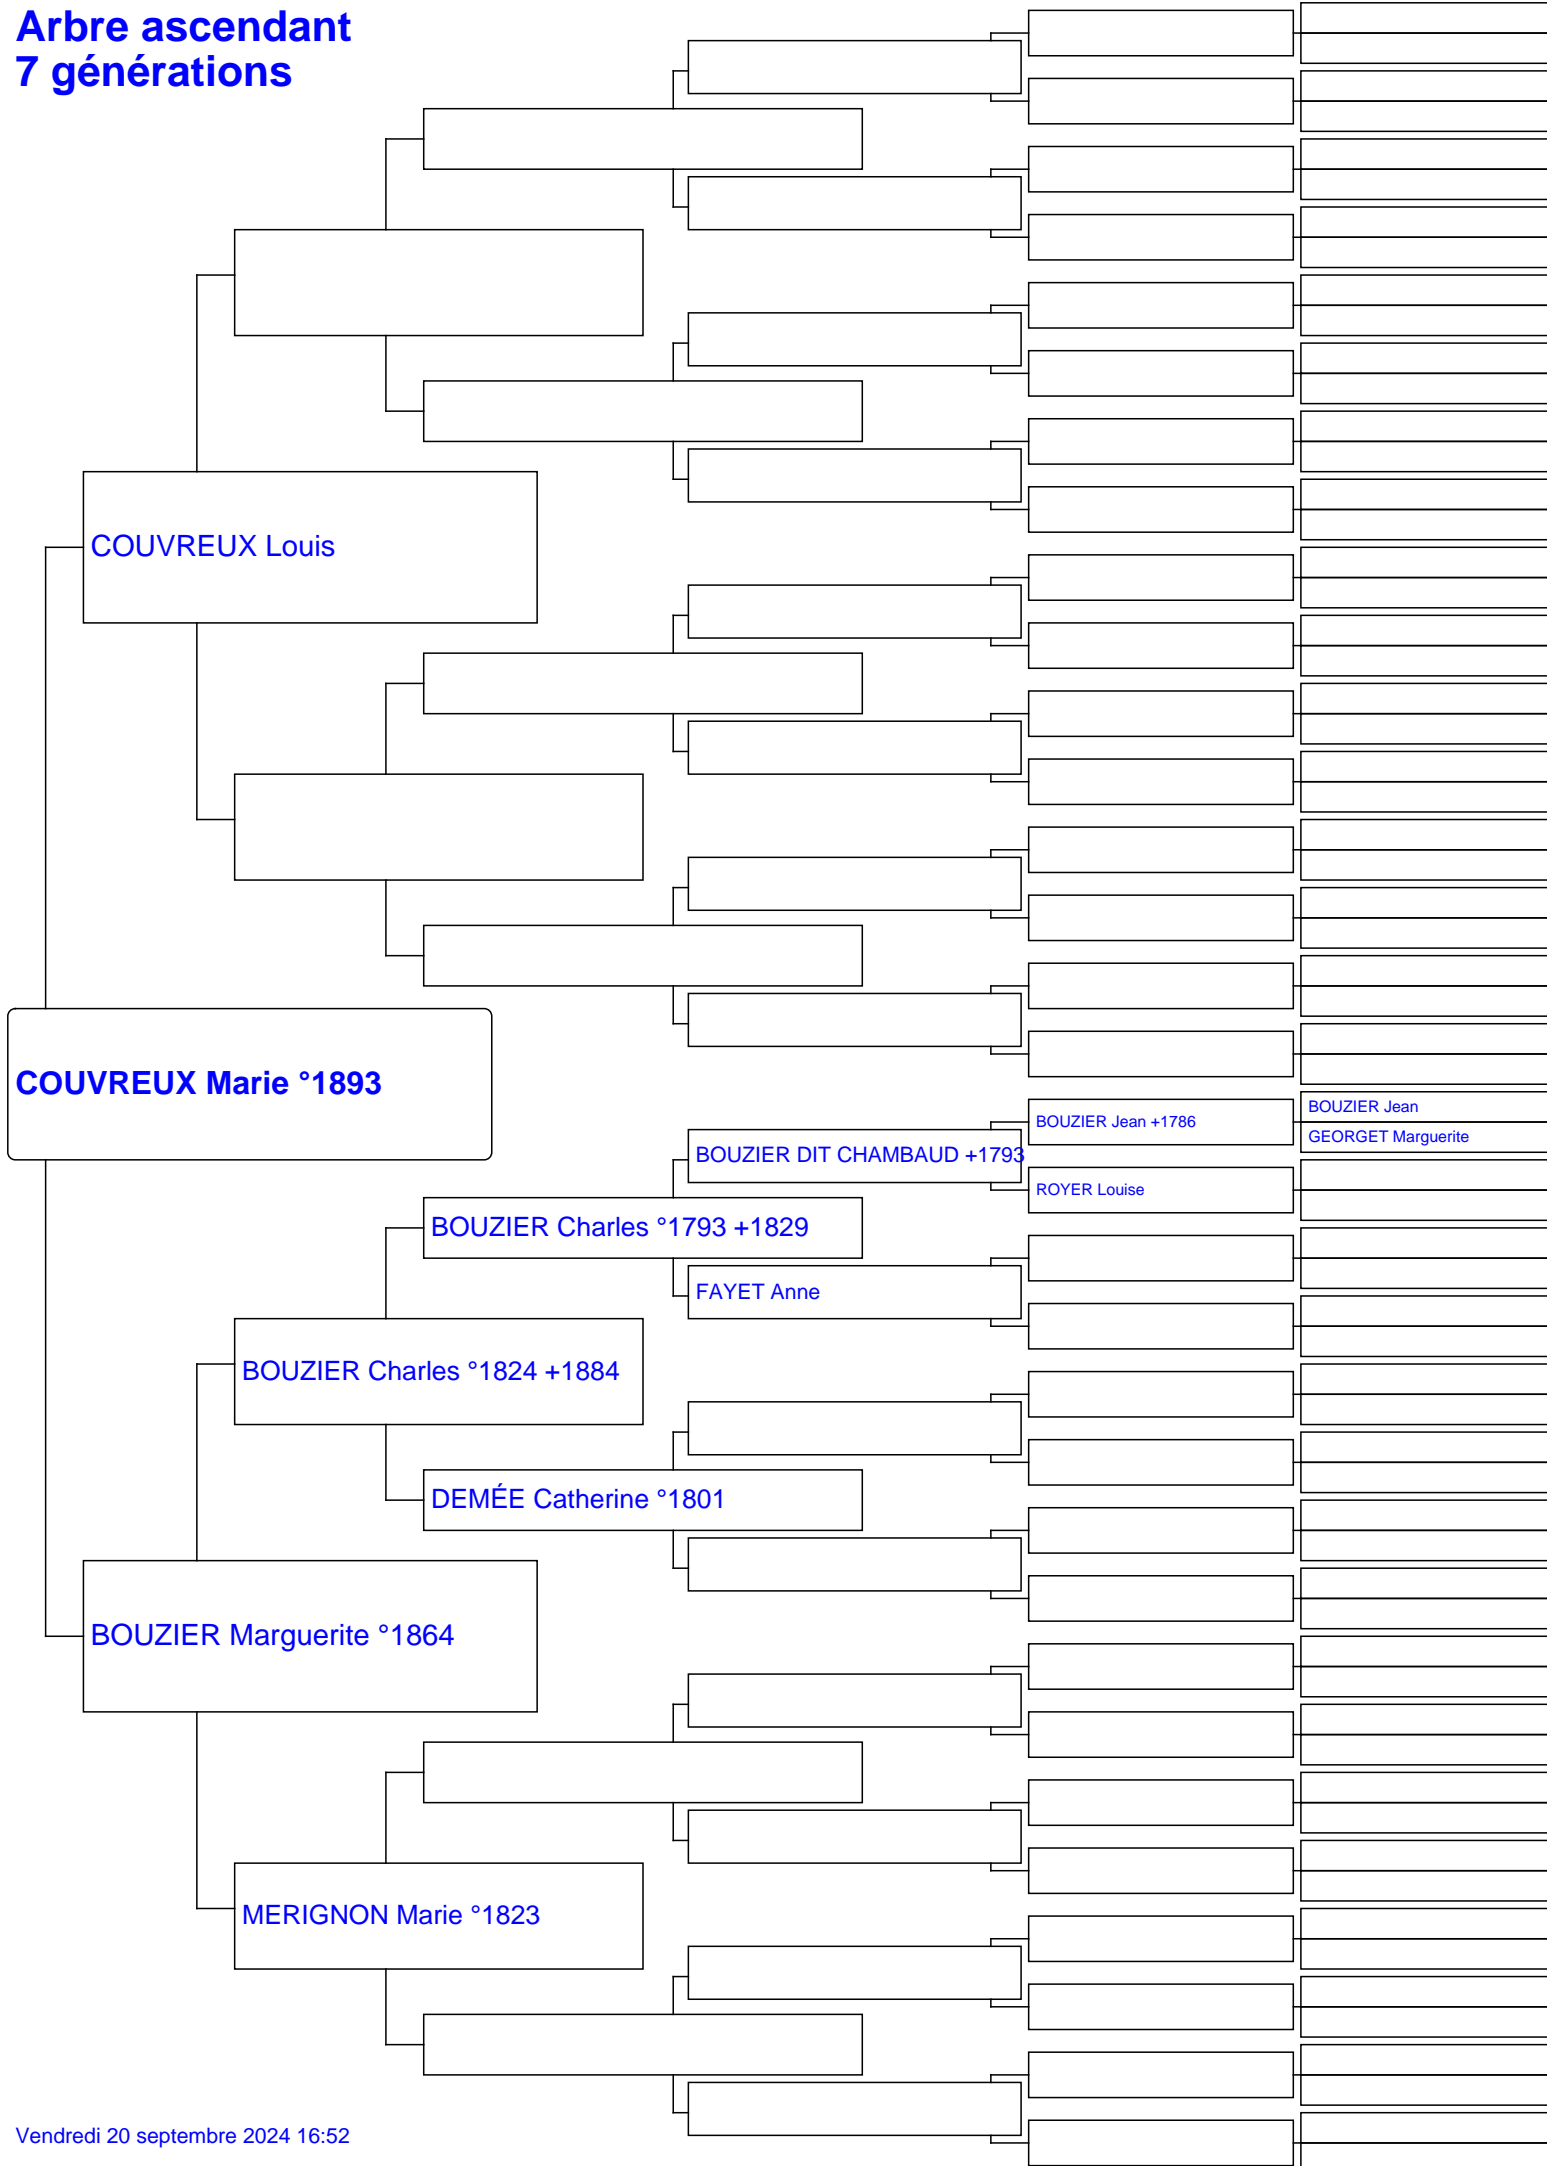 Arbre ascendant
7 générations
COUVREUX Louis
COUVREUX Marie °1893
BOUZIER Jean
BOUZIER Jean +1786
GEORGET Marguerite
BOUZIER DIT CHAMBAUD +1793
ROYER Louise
BOUZIER Charles °1793 +1829
FAYET Anne
BOUZIER Charles °1824 +1884
DEMÉE Catherine °1801
BOUZIER Marguerite °1864
MERIGNON Marie °1823
Vendredi 20 septembre 2024 16:52